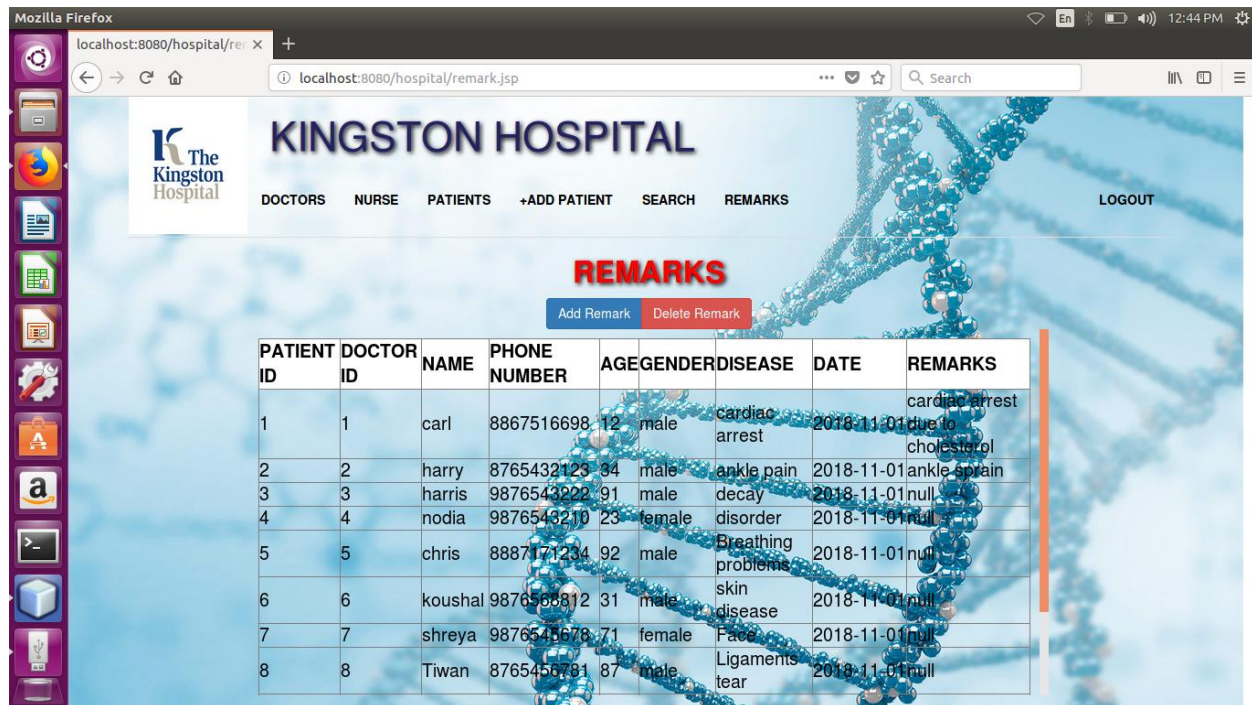 Mozilla Firefox En 12:44 PM
localhost:8080/hospital/rer × +
localhost:8080/hospital/remark.jsp ... Search
The
Kingston
Hospital
KINGSTON HOSPITAL
DOCTORS NURSE PATIENTS +ADD PATIENT SEARCH REMARKS LOGOUT
REMARKS
Add Remark Delete Remark
PATIENT ID DOCTOR ID NAME PHONE NUMBER AGE GENDER DISEASE DATE REMARKS
1 1 carl 8867516698 12 male cardiac arrest 2018-11-01 cardiac arrest due to cholesterol
2 2 harry 8765432123 34 male ankle pain 2018-11-01 ankle sprain
3 3 harris 9876543222 91 male decay 2018-11-01 null
4 4 nodia 9876543210 23 female disorder 2018-11-01 null
5 5 chris 8887171234 92 male Breathing problems 2018-11-01 null
6 6 koushal 9876568812 31 male skin disease 2018-11-01 null
7 7 shreya 9876545678 71 female Face 2018-11-01 null
8 8 Tiwan 8765456781 87 male Ligaments tear 2018-11-01 null